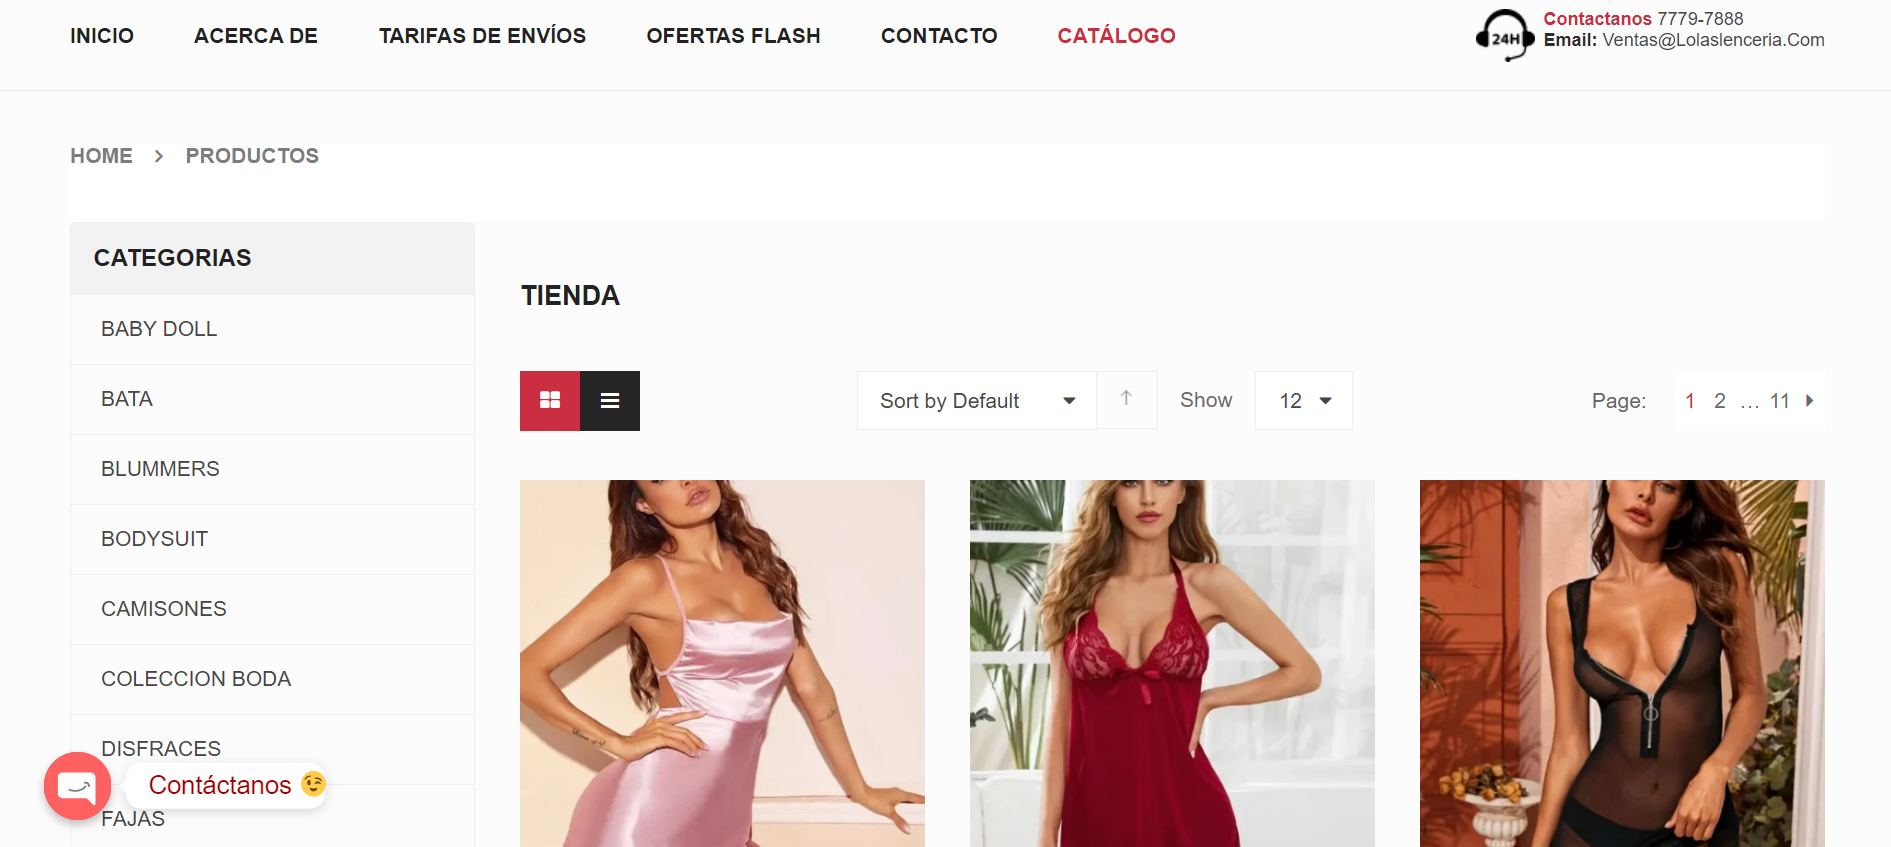 INICIO ACERCA DE TARIFAS DE ENVÍOS OFERTAS FLASH CONTACTO CATÁLOGO
24H
Contactanos 7779-7888
Email: Ventas@Lolaslenceria.Com
HOME > PRODUCTOS
CATEGORIAS
BABY DOLL
BATA
BLUMMERS
BODYSUIT
CAMISONES
COLECCION BODA
DISFRACES
FAJAS
Contáctanos 😉
TIENDA
Sort by Default ↑ Show 12 Page: 1 2 … 11